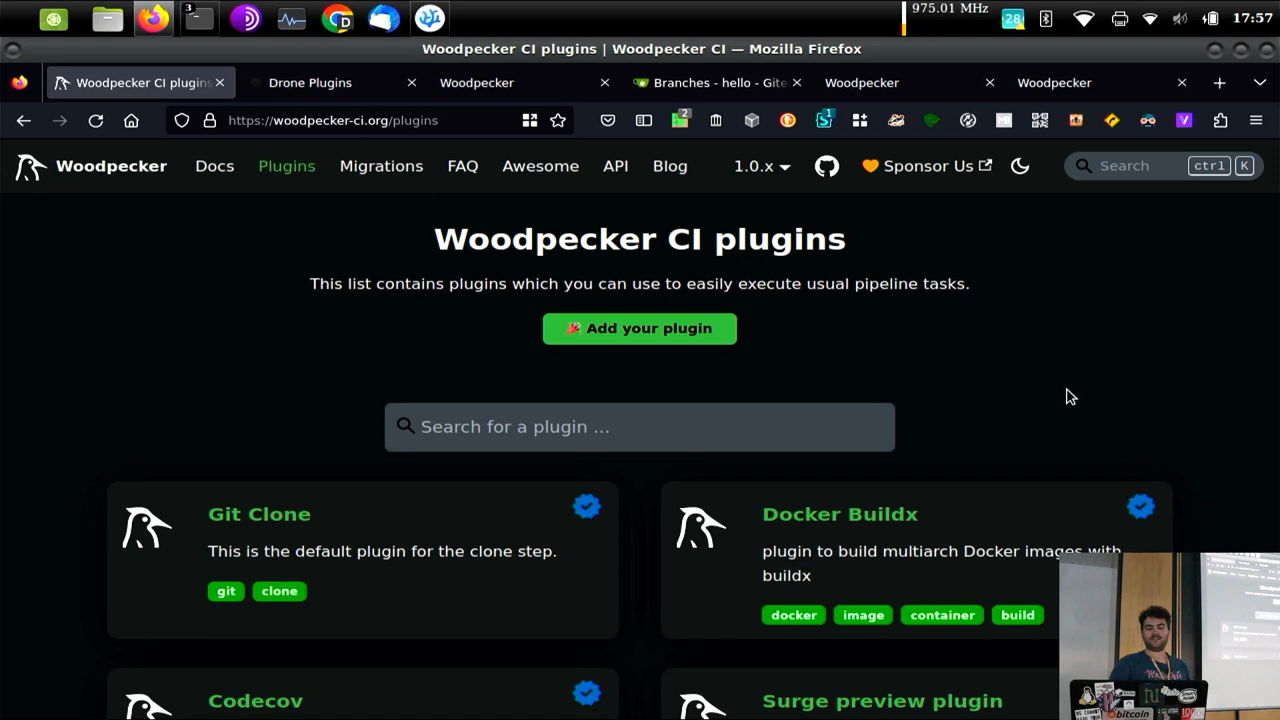 3
975.01 MHz
28
17:57
Woodpecker CI plugins | Woodpecker CI — Mozilla Firefox
Woodpecker CI plugins
Drone Plugins
Woodpecker
Branches - hello - Gite
Woodpecker
Woodpecker
https://woodpecker-ci.org/plugins
2
1
Woodpecker
Docs
Plugins
Migrations
FAQ
Awesome
API
Blog
1.0.x
Sponsor Us
Search
ctrl
K
Woodpecker CI plugins
This list contains plugins which you can use to easily execute usual pipeline tasks.
Add your plugin
Search for a plugin ...
Git Clone
This is the default plugin for the clone step.
git
clone
Docker Buildx
plugin to build multiarch Docker images with
buildx
docker
image
container
build
Codecov
Surge preview plugin
bitcoin